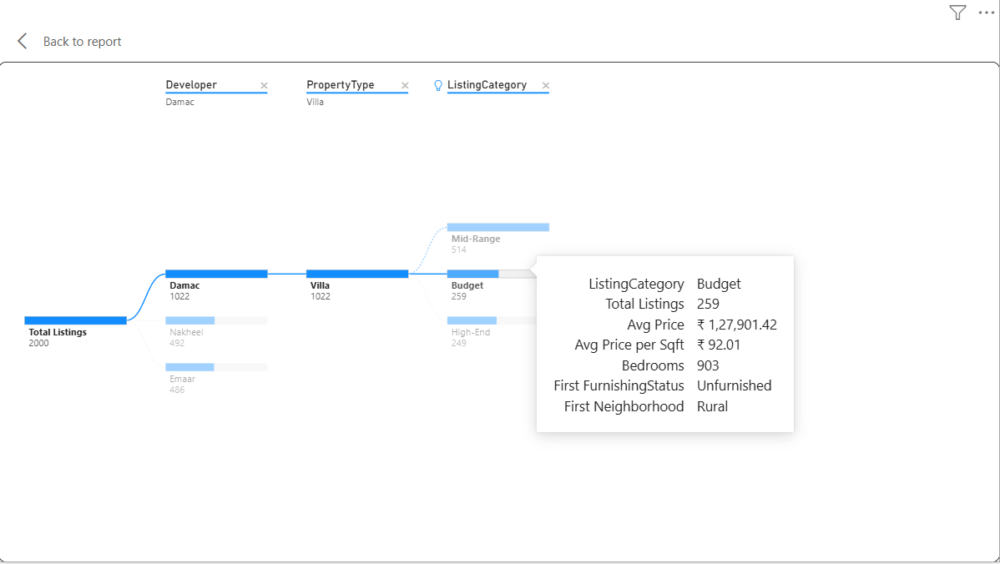 Back to report
Developer
Damac
PropertyType
Villa
ListingCategory
Total Listings
2000
Damac
1022
Nakheel
492
Emaar
486
Villa
1022
Mid-Range
514
Budget
259
High-End
249
ListingCategory Budget
Total Listings 259
Avg Price ₹ 1,27,901.42
Avg Price per Sqft ₹ 92.01
Bedrooms 903
First FurnishingStatus Unfurnished
First Neighborhood Rural